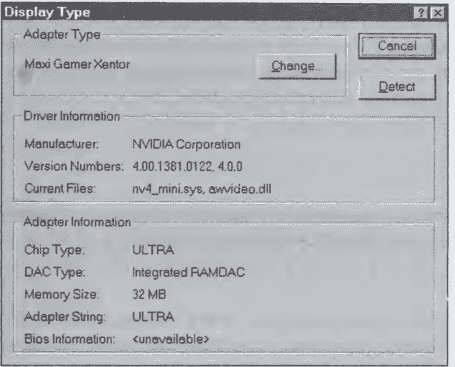 Display Type
Adapter Type
Maxi Gamer Xentor
Change...
Cancel
Detect
Driver Information
Manufacturer: NVIDIA Corporation
Version Numbers: 4.00.1381.0122, 4.0.0
Current Files: nv4_mini.sys, awvideo.dll
Adapter Information
Chip Type: ULTRA
DAC Type: Integrated RAMDAC
Memory Size: 32 MB
Adapter String: ULTRA
Bios Information: <unavailable>